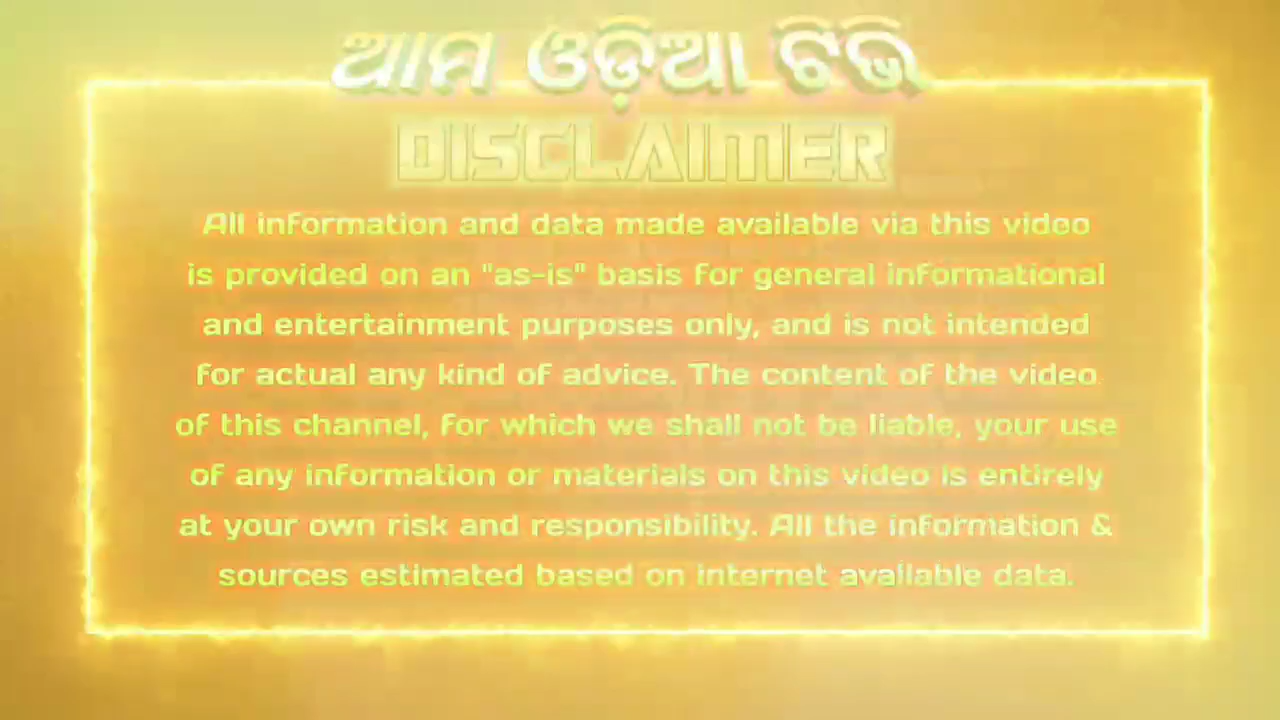 ଆମ ଓଡ଼ିଆ ଟିଭି
DISCLAIMER
All information and data made available via this video
is provided on an "as-is" basis for general informational
and entertainment purposes only, and is not intended
for actual any kind of advice. The content of the video
of this channel, for which we shall not be liable, your use
of any information or materials on this video is entirely
at your own risk and responsibility. All the information &
sources estimated based on internet available data.